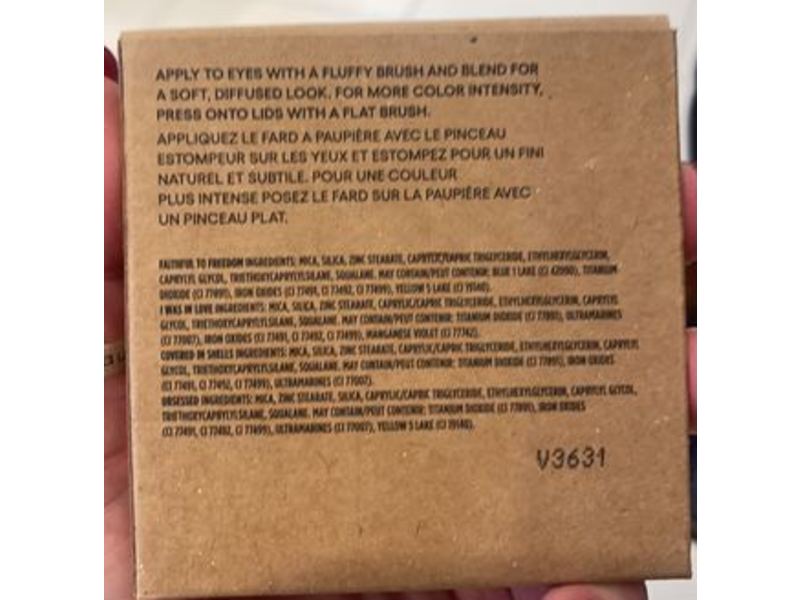 APPLY TO EYES WITH A FLUFFY BRUSH AND BLEND FOR
A SOFT, DIFFUSED LOOK. FOR MORE COLOR INTENSITY,
PRESS ONTO LIDS WITH A FLAT BRUSH.
APPLIQUEZ LE FARD A PAUPIÈRE AVEC LE PINCEAU
ESTOMPEUR SUR LES YEUX ET ESTOMPEZ POUR UN FINI
NATUREL ET SUBTILE. POUR UNE COULEUR
PLUS INTENSE POSEZ LE FARD SUR LA PAUPIÈRE AVEC
UN PINCEAU PLAT.
FAITHFUL TO FREEDOM INGREDIENTS: MICA, SILICA, ZINC STEARATE, CAPRYLIC/CAPRIC TRIGLYCERIDE, ETHYLHEXYLGLYCERIN,
CAPRYLYL GLYCOL, TRIETHOXYCAPRYLYLSILANE, SQUALANE. MAY CONTAIN/PEUT CONTENIR: BLUE 1 LAKE (CI 42090), TITANIUM
DIOXIDE (CI 77891), IRON OXIDES (CI 77491, CI 77492, CI 77499), YELLOW 5 LAKE (CI 19140).
I WAS IN LOVE INGREDIENTS: MICA, SILICA, ZINC STEARATE, CAPRYLIC/CAPRIC TRIGLYCERIDE, ETHYLHEXYLGLYCERIN, CAPRYLYL
GLYCOL, TRIETHOXYCAPRYLYLSILANE, SQUALANE. MAY CONTAIN/PEUT CONTENIR: TITANIUM DIOXIDE (CI 77891), ULTRAMARINES
(CI 77007), IRON OXIDES (CI 77491, CI 77492, CI 77499), MANGANESE VIOLET (CI 77742).
COVERED IN SHELLS INGREDIENTS: MICA, SILICA, ZINC STEARATE, CAPRYLIC/CAPRIC TRIGLYCERIDE, ETHYLHEXYLGLYCERIN, CAPRYLYL
GLYCOL, TRIETHOXYCAPRYLYLSILANE, SQUALANE. MAY CONTAIN/PEUT CONTENIR: TITANIUM DIOXIDE (CI 77891), IRON OXIDES
(CI 77491, CI 77492, CI 77499), ULTRAMARINES (CI 77007).
OBSESSED INGREDIENTS: MICA, ZINC STEARATE, SILICA, CAPRYLIC/CAPRIC TRIGLYCERIDE, ETHYLHEXYLGLYCERIN, CAPRYLYL GLYCOL,
TRIETHOXYCAPRYLYLSILANE, SQUALANE. MAY CONTAIN/PEUT CONTENIR: TITANIUM DIOXIDE (CI 77891), IRON OXIDES
(CI 77491, CI 77492, CI 77499), ULTRAMARINES (CI 77007), YELLOW 5 LAKE (CI 19140).
V3631